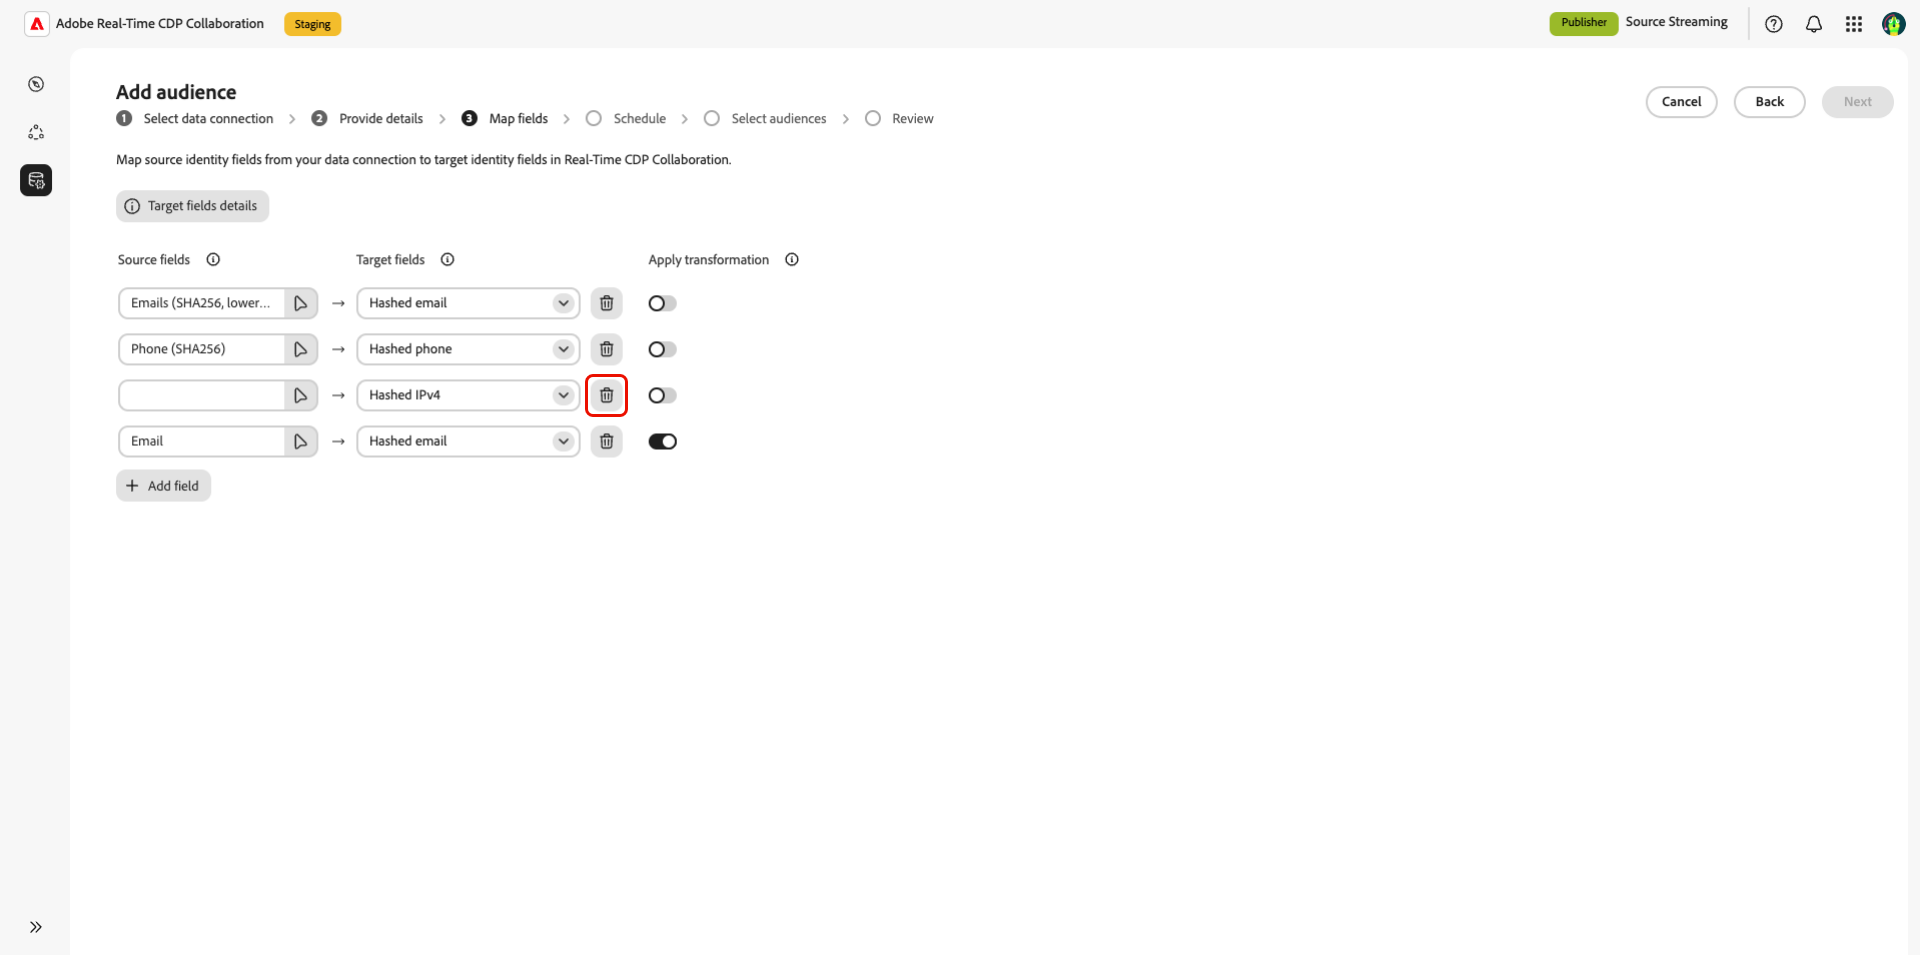 Adobe Real-Time CDP Collaboration
Staging
Publisher
Source Streaming
Add audience
Cancel
Back
Next
1 Select data connection
2 Provide details
3 Map fields
Schedule
Select audiences
Review
Map source identity fields from your data connection to target identity fields in Real-Time CDP Collaboration.
Target fields details
Source fields
Target fields
Apply transformation
Emails (SHA256, lower...
Hashed email
Phone (SHA256)
Hashed phone
Hashed IPv4
Email
Hashed email
Add field